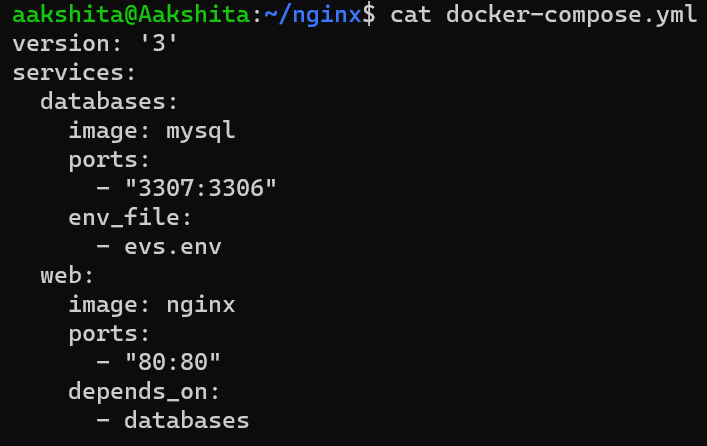 aakshita@Aakshita:~/nginx$ cat docker-compose.yml
version: '3'
services:
  databases:
    image: mysql
    ports:
      - "3307:3306"
    env_file:
      - evs.env
  web:
    image: nginx
    ports:
      - "80:80"
    depends_on:
      - databases